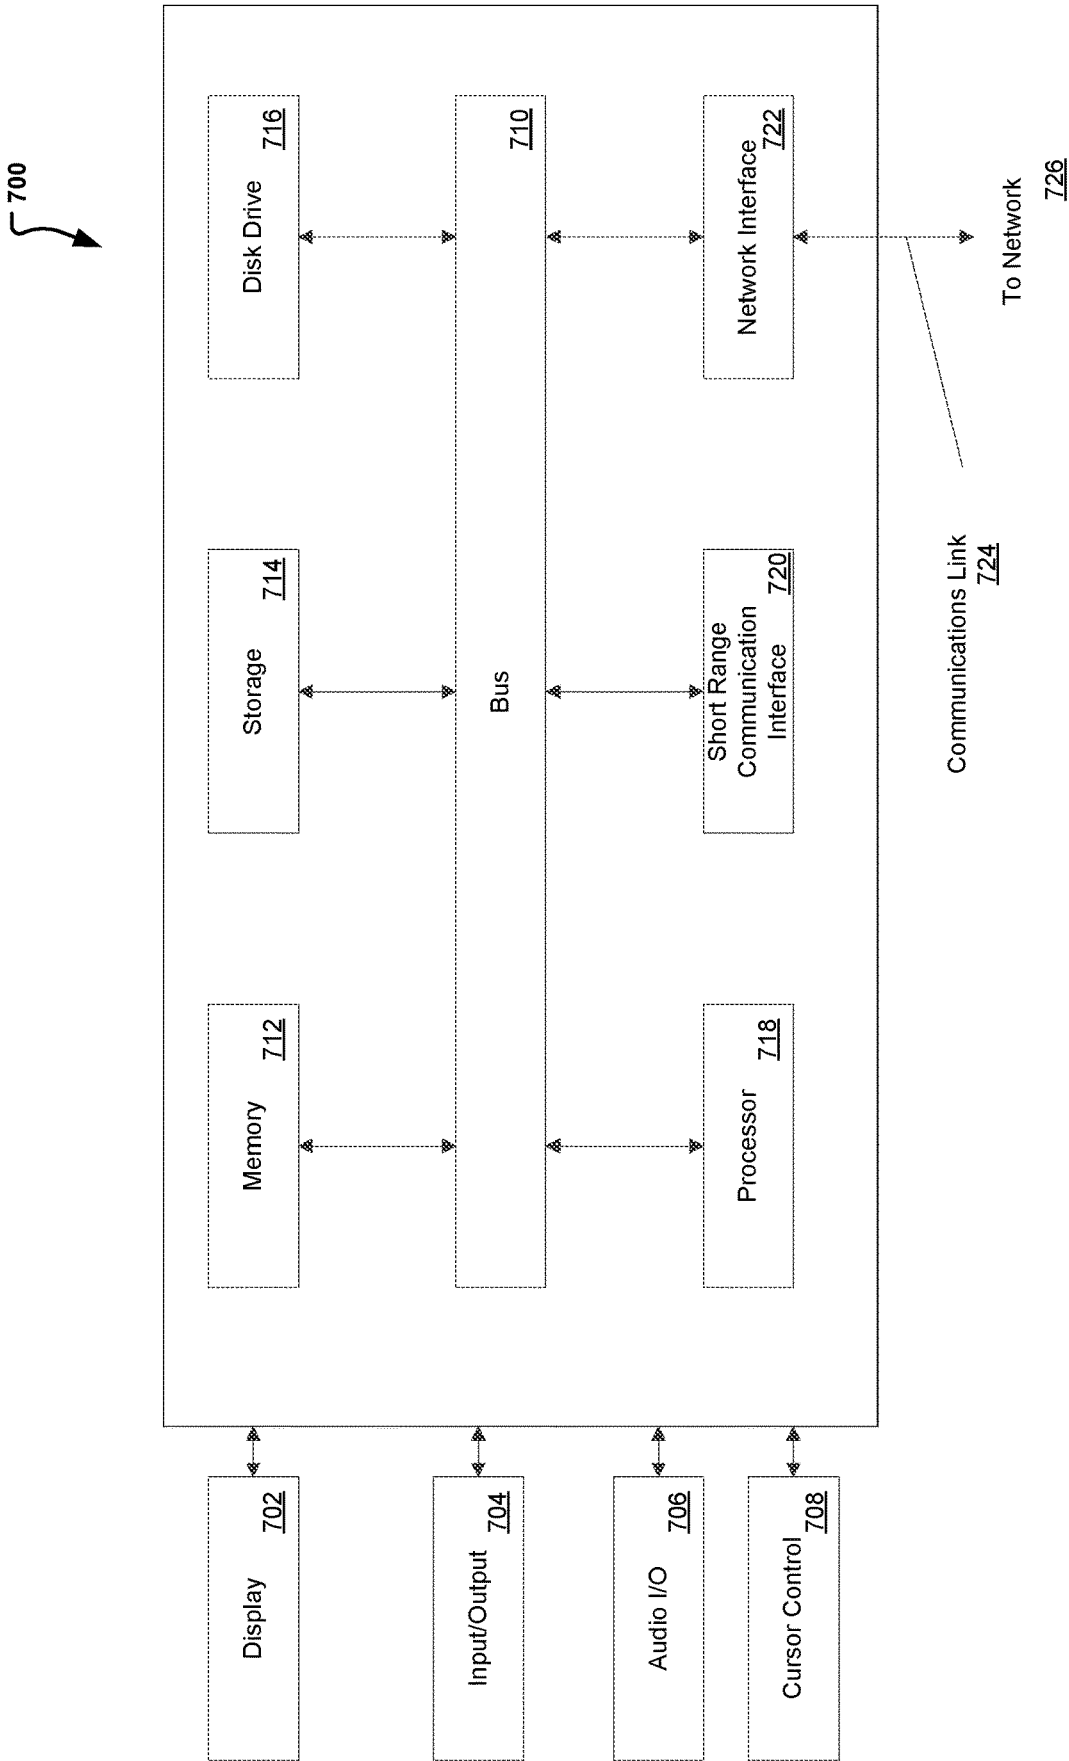 700
Display
702
Input/Output
704
Audio I/O
706
Cursor Control
708
Memory
712
Storage
714
Disk Drive
716
Bus
710
Processor
718
Short Range
Communication
Interface
720
Network Interface
722
Communications Link
724
To Network
726